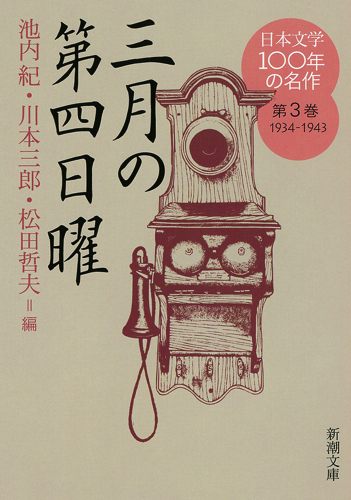 日本文学
100年
の名作
第3巻
1934-1943
三月の
第四日曜
池内 紀・川本三郎・松田哲夫＝編
新潮文庫